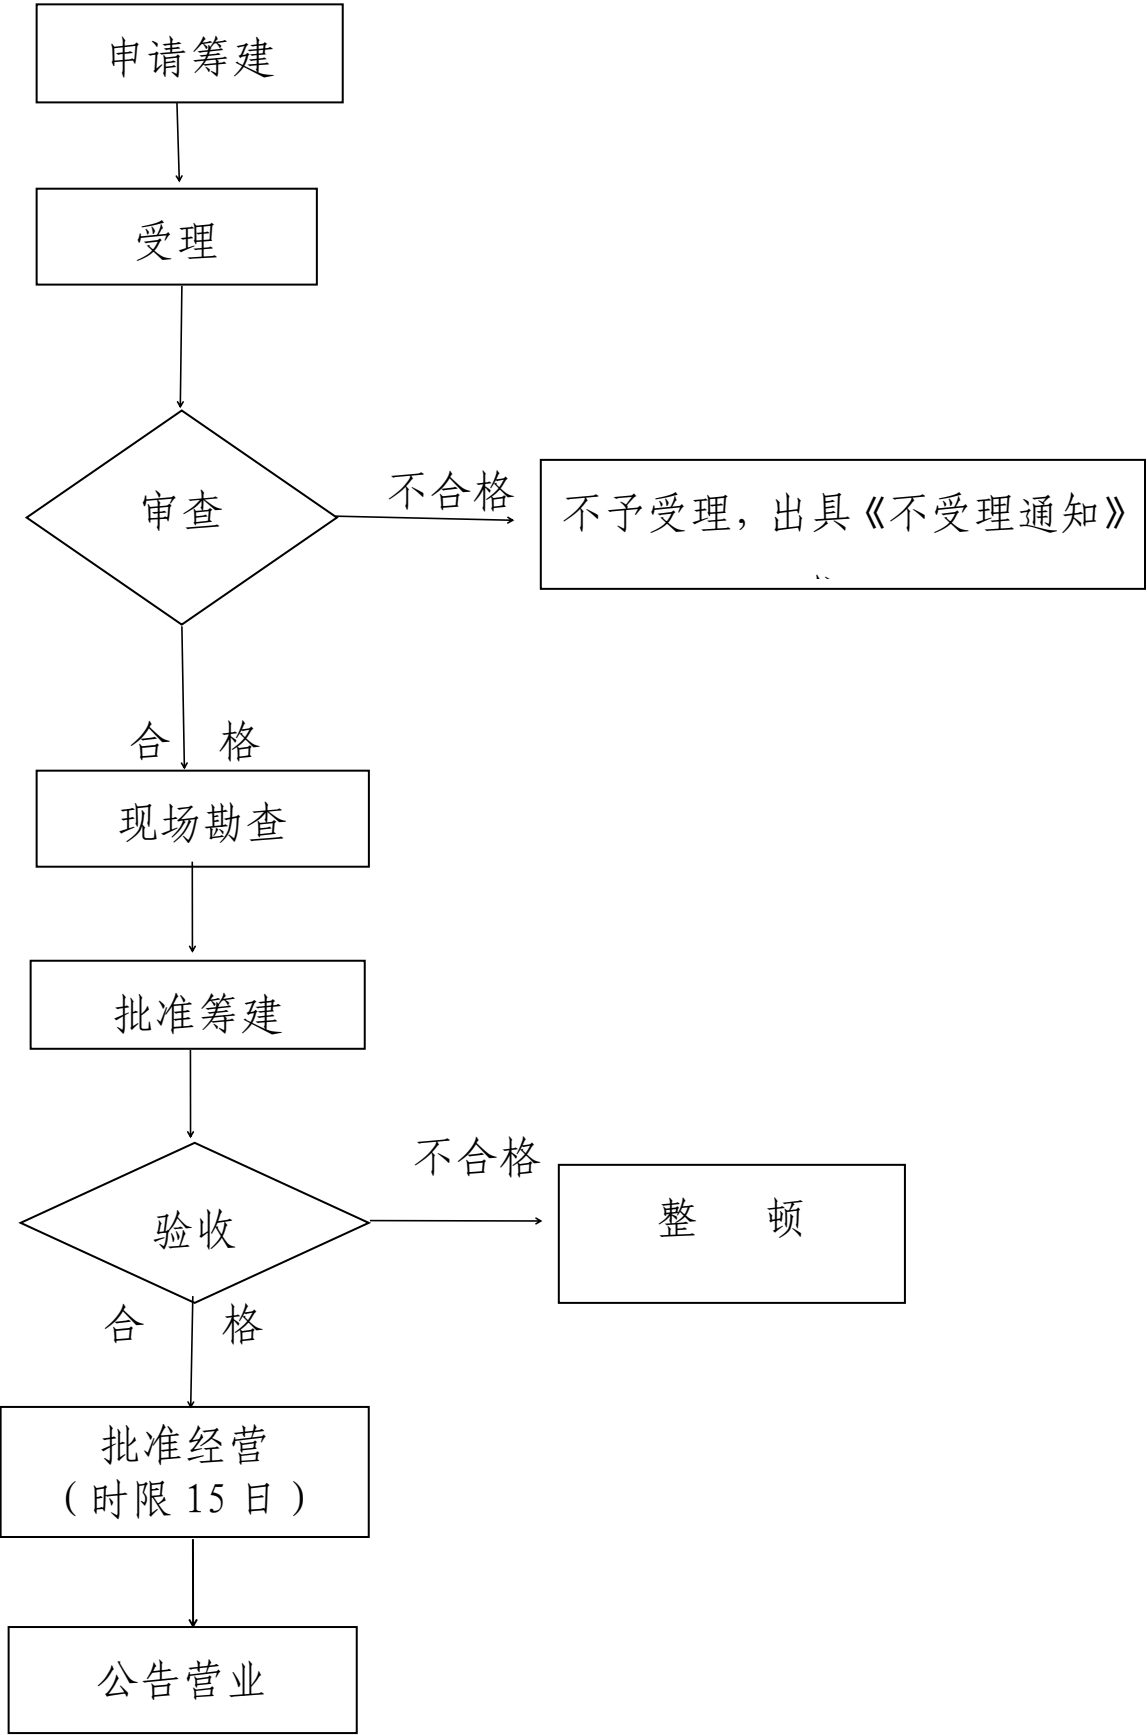 申请筹建
受理
审查
不合格
不予受理，出具《不受理通知》
合 格
现场勘查
批准筹建
验收
不合格
整 顿
合 格
批准经营
（时限 15 日）
公告营业